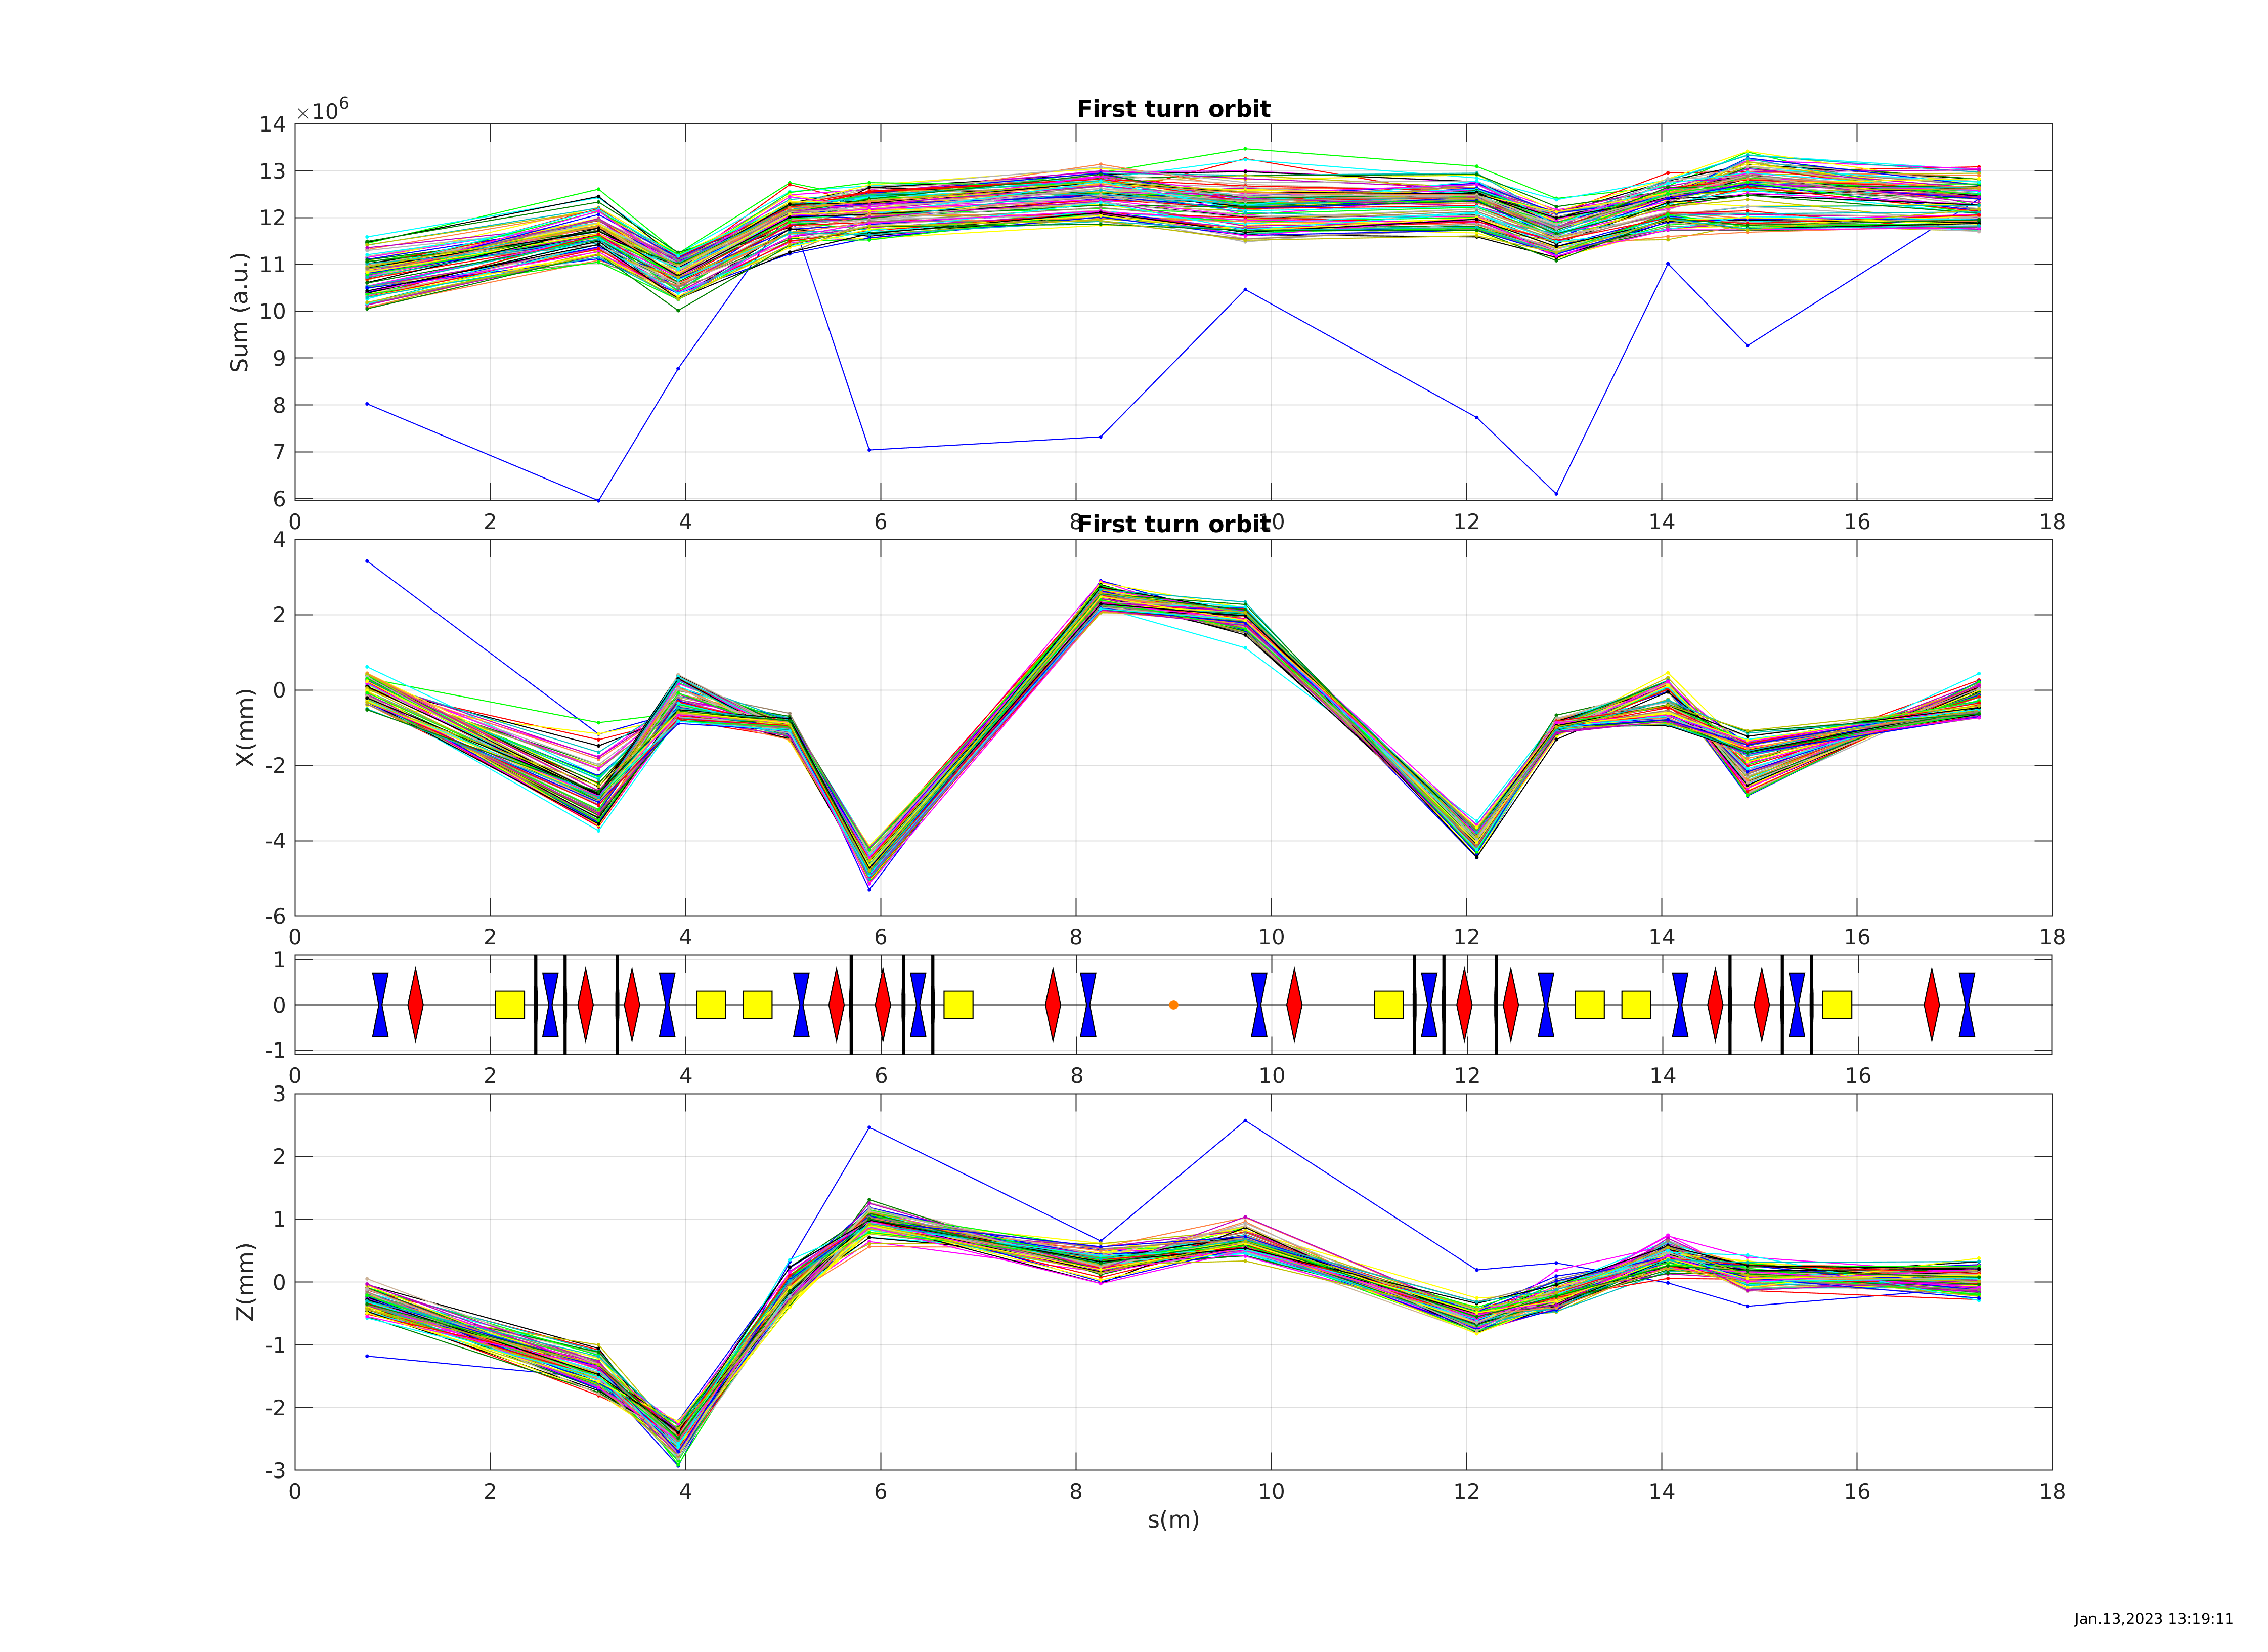 First turn orbit
×10^6
14
13
12
11
10
9
8
7
6
Sum (a.u.)
0 2 4 6 8 10 12 14 16 18
First turn orbit
4
2
0
-2
-4
-6
X(mm)
0 2 4 6 8 10 12 14 16 18
1
0
-1
0 2 4 6 8 10 12 14 16
3
2
1
0
-1
-2
-3
Z(mm)
0 2 4 6 8 10 12 14 16 18
s(m)
Jan.13,2023 13:19:11